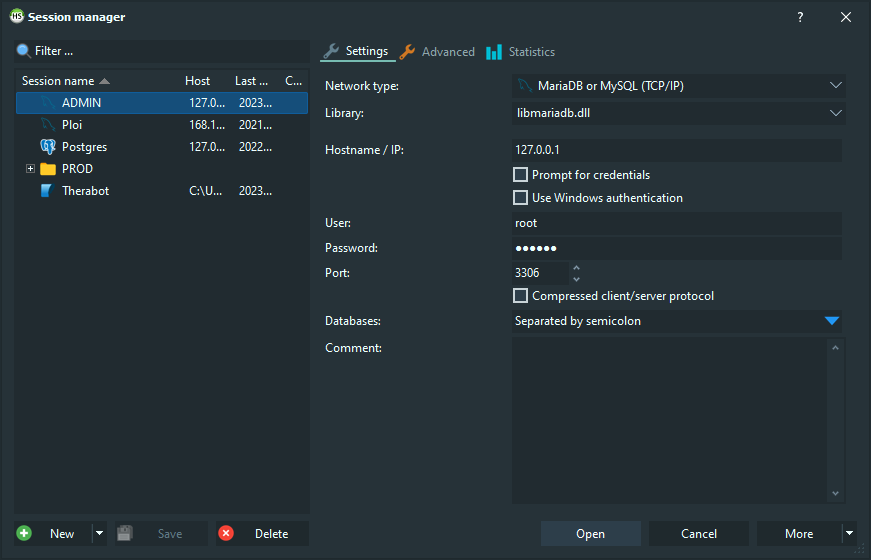 HS Session manager ?
Filter ...
Settings Advanced Statistics
Session name Host Last ... C...
ADMIN 127.0... 2023...
Ploi 168.1... 2021...
Postgres 127.0... 2022...
PROD
Therabot C:\U... 2023...
Network type: MariaDB or MySQL (TCP/IP)
Library: libmariadb.dll
Hostname / IP: 127.0.0.1
Prompt for credentials
Use Windows authentication
User: root
Password: ••••••
Port: 3306
Compressed client/server protocol
Databases: Separated by semicolon
Comment:
New Save Delete Open Cancel More